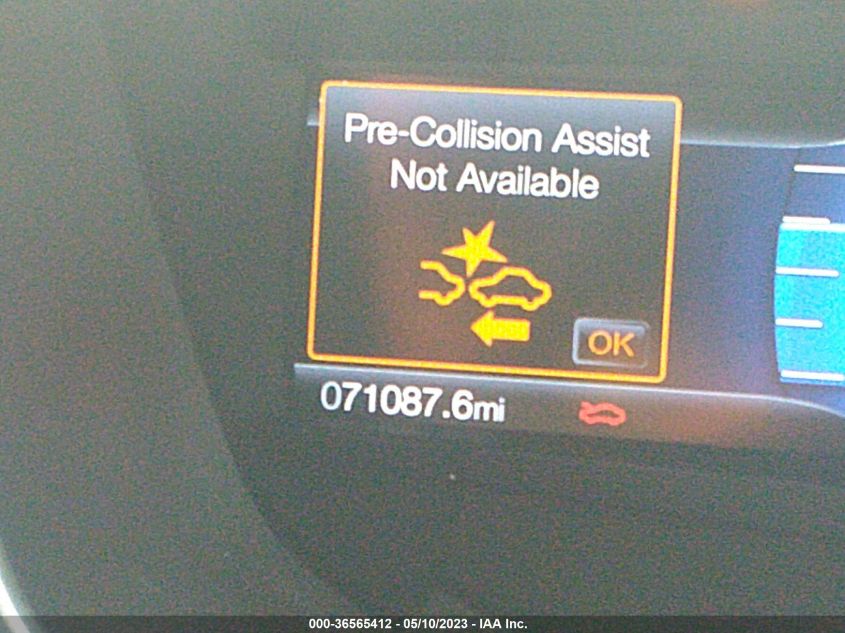 Pre-Collision Assist
Not Available
OK
071087.6mi
000-36565412 - 05/10/2023 - IAA Inc.